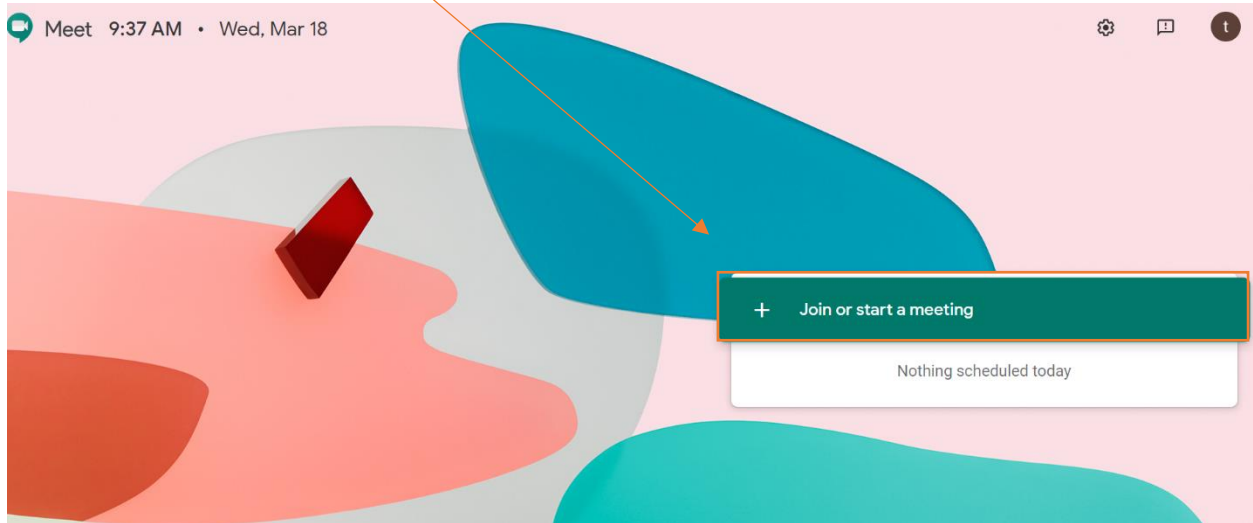 Meet 9:37 AM • Wed, Mar 18
t
+ Join or start a meeting
Nothing scheduled today